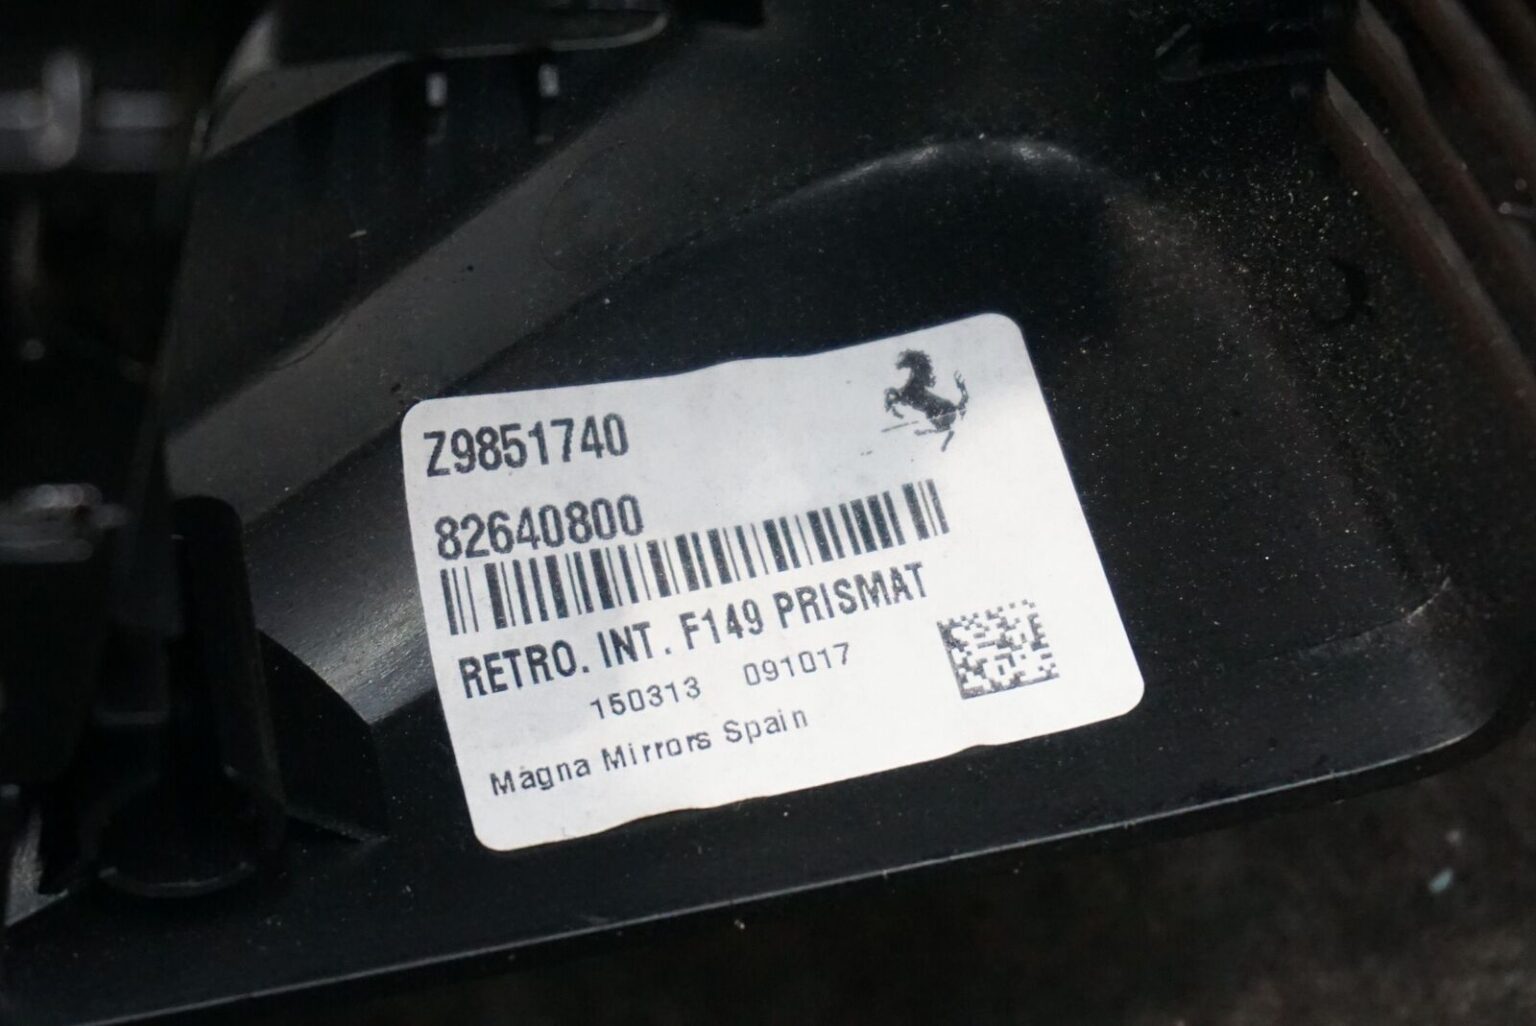 Z9851740
82640800
RETRO. INT. F149 PRISMAT
150313 091017
Magna Mirrors Spain